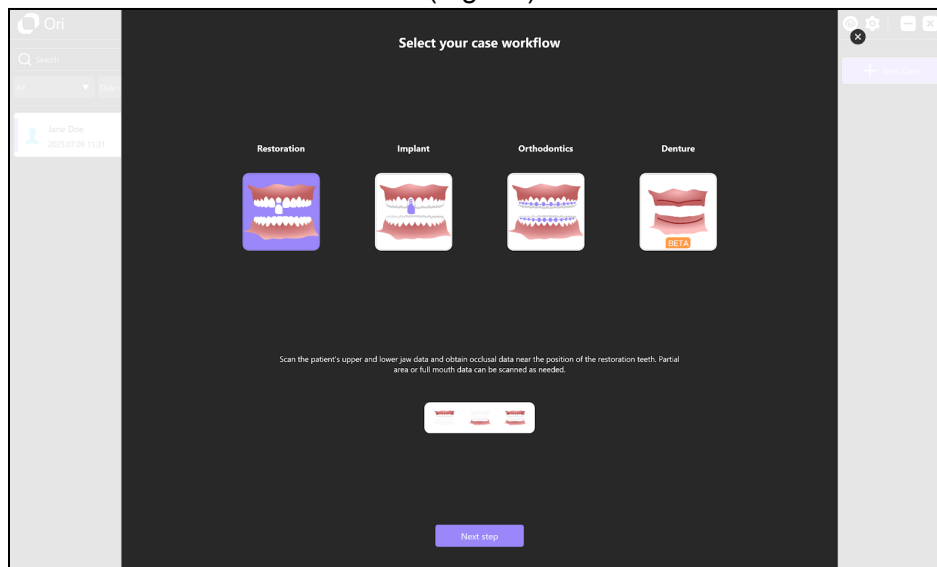 Ori
Select your case workflow
Search
All
Jane Doe
2025.07.09 11:31
Restoration
Implant
Orthodontics
Denture
BETA
Scan the patient's upper and lower jaw data and obtain occlusal data near the position of the restoration teeth. Partial
area or full mouth data can be scanned as needed.
Next step